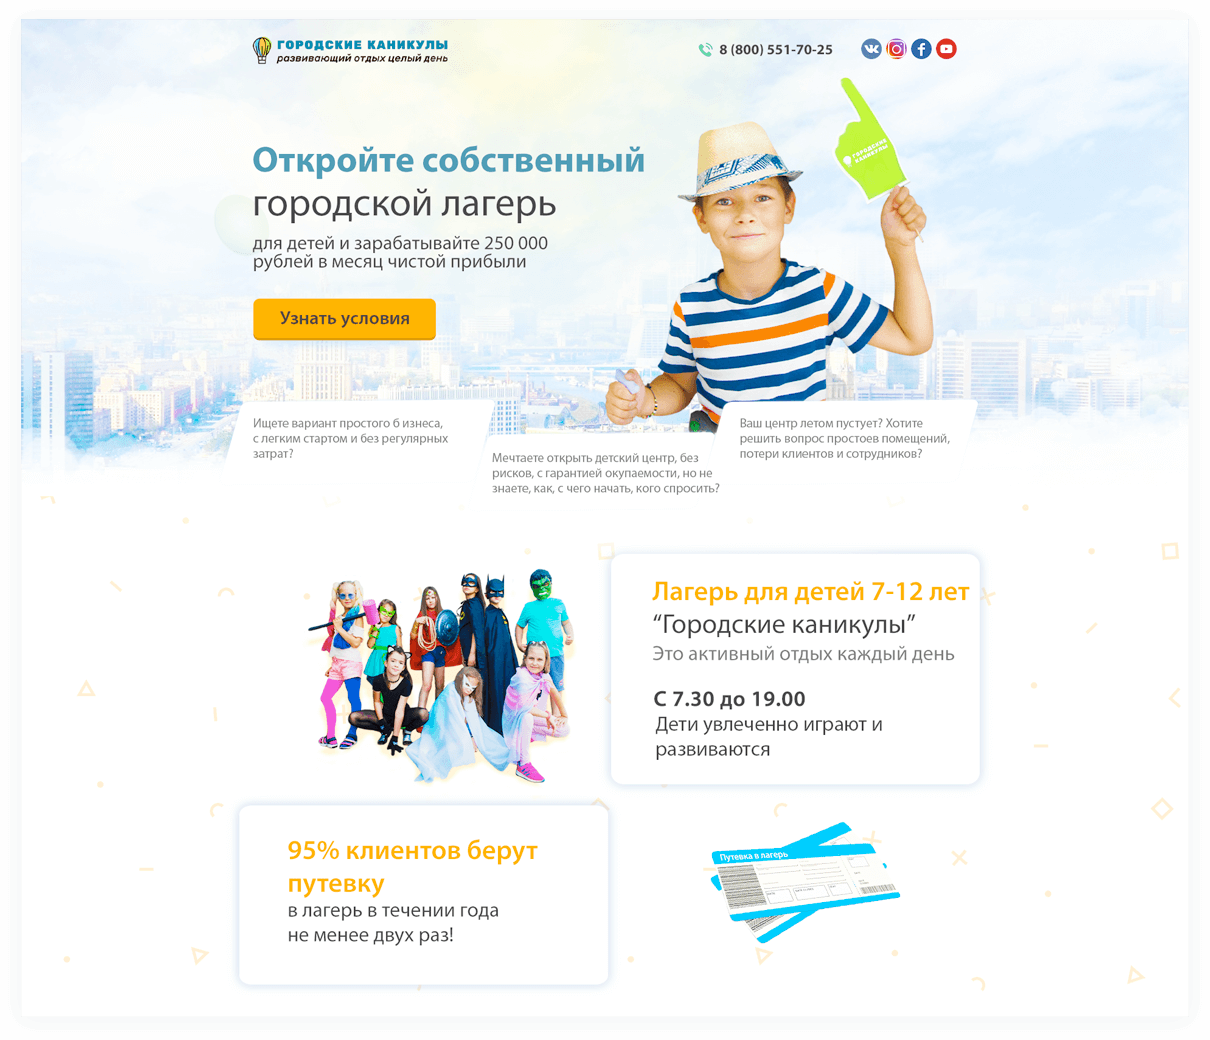 ГОРОДСКИЕ КАНИКУЛЫ
развивающий отдых целый день
8 (800) 551-70-25
ГОРОДСКИЕ
КАНИКУЛЫ
Откройте собственный
городской лагерь
для детей и зарабатывайте 250 000
рублей в месяц чистой прибыли
Узнать условия
Ищете вариант простого б изнеса,
с легким стартом и без регулярных
затрат?
Мечтаете открыть детский центр, без
рисков, с гарантией окупаемости, но не
знаете, как, с чего начать, кого спросить?
Ваш центр летом пустует? Хотите
решить вопрос простоев помещений,
потери клиентов и сотрудников?
Лагерь для детей 7-12 лет
“Городские каникулы”
Это активный отдых каждый день
С 7.30 до 19.00
Дети увлеченно играют и
развиваются
95% клиентов берут
путевку
в лагерь в течении года
не менее двух раз!
Путевка в лагерь